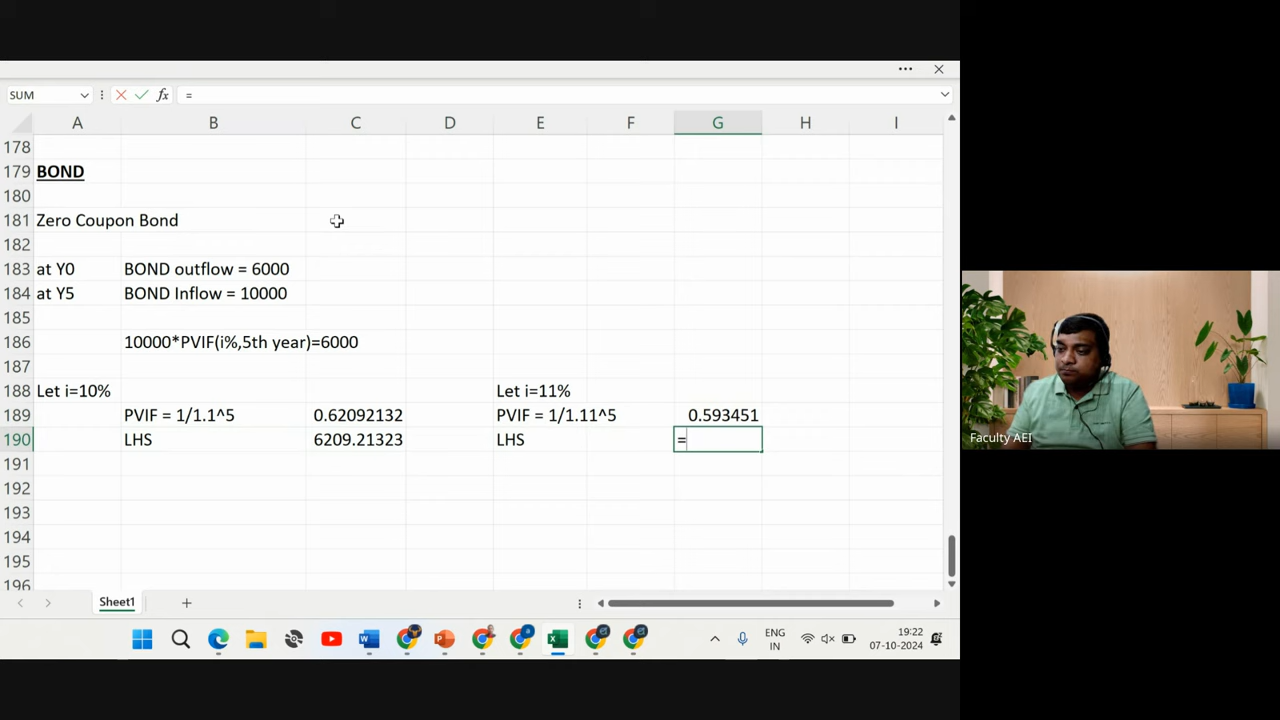 SUM fx =
A B C D E F G H I
178
179 BOND
180
181 Zero Coupon Bond
182
183 at Y0 BOND outflow = 6000
184 at Y5 BOND Inflow = 10000
185
186 10000*PVIF(i%,5th year)=6000
187
188 Let i=10% Let i=11%
189 PVIF = 1/1.1^5 0.62092132 PVIF = 1/1.11^5 0.593451
190 LHS 6209.21323 LHS =
191
192
193
194
195
196
Sheet1
ENG
IN
19:22
07-10-2024
Faculty AEI